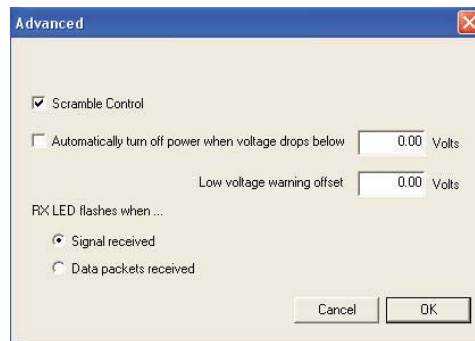 Advanced
Scramble Control
Automatically turn off power when voltage drops below 0.00 Volts
Low voltage warning offset 0.00 Volts
RX LED flashes when ...
Signal received
Data packets received
Cancel OK